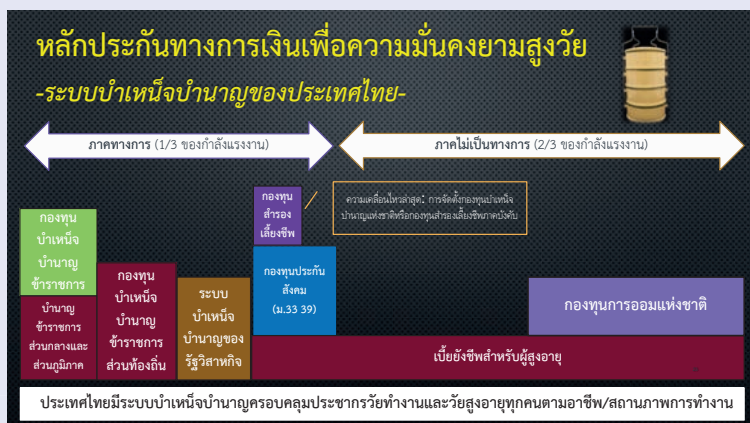 หลักประกันทางการเงินเพื่อความมั่นคงยามสูงวัย
-ระบบบำเหน็จบำนาญของประเทศไทย-
ภาคทางการ (1/3 ของกำลังแรงงาน)
ภาคไม่เป็นทางการ (2/3 ของกำลังแรงงาน)
กองทุน
สำรอง
เลี้ยงชีพ
ความเคลื่อนไหวล่าสุด: การจัดตั้งกองทุนบำเหน็จ
บำนาญแห่งชาติหรือกองทุนสำรองเลี้ยงชีพภาคบังคับ
กองทุน
บำเหน็จ
บำนาญ
ข้าราชการ
บำนาญ
ข้าราชการ
ส่วนกลางและ
ส่วนภูมิภาค
กองทุน
บำเหน็จ
บำนาญ
ข้าราชการ
ส่วนท้องถิ่น
ระบบ
บำเหน็จ
บำนาญของ
รัฐวิสาหกิจ
กองทุนประกัน
สังคม
(ม.33 39)
กองทุนการออมแห่งชาติ
เบี้ยยังชีพสำหรับผู้สูงอายุ
ประเทศไทยมีระบบบำเหน็จบำนาญครอบคลุมประชากรวัยทำงานและวัยสูงอายุทุกคนตามอาชีพ/สถานภาพการทำงาน